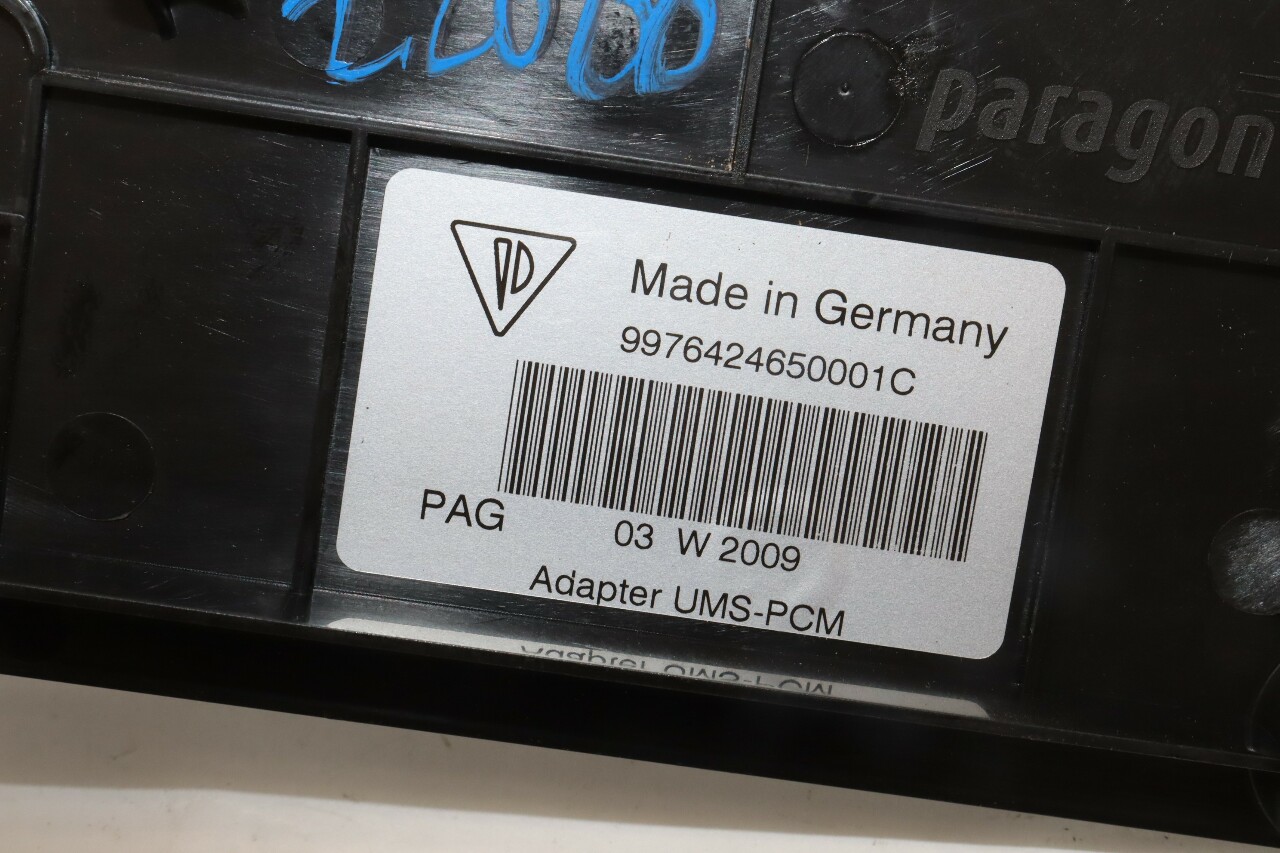 paragon
Made in Germany
9976424650001C
PAG
03 W 2009
Adapter UMS-PCM